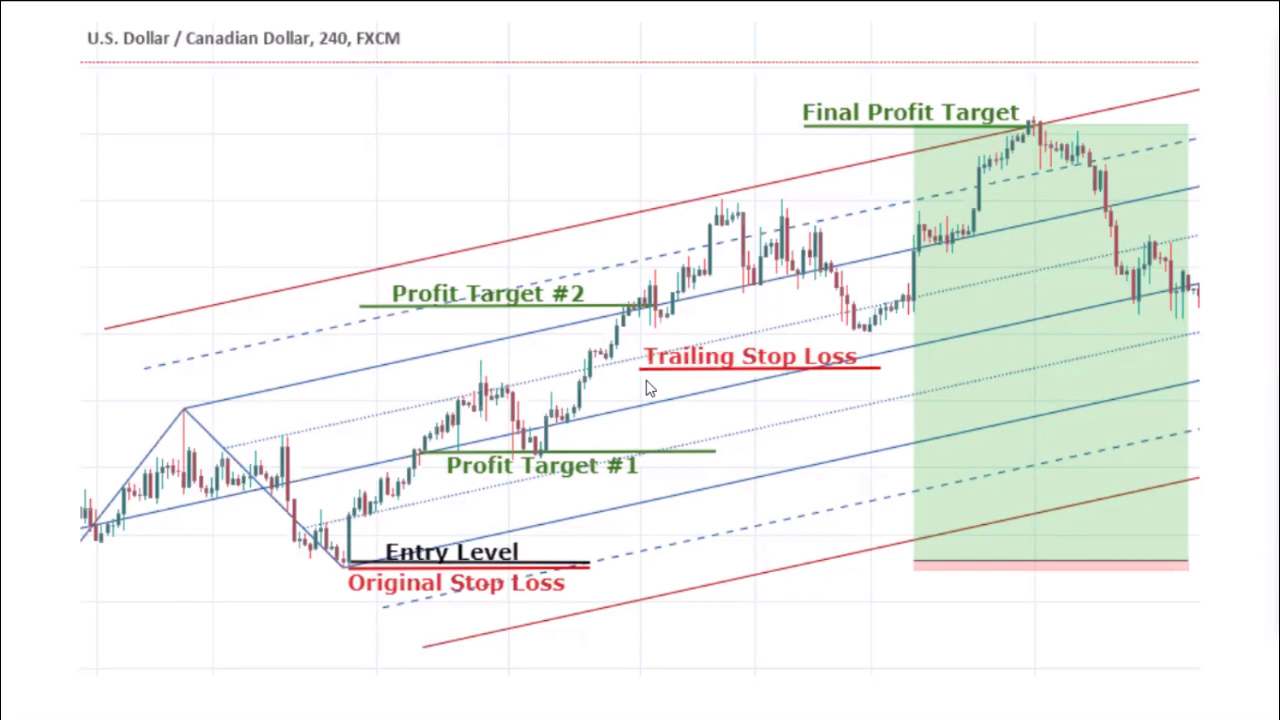 U.S. Dollar / Canadian Dollar, 240, FXCM
Final Profit Target
Profit Target #2
Trailing Stop Loss
Profit Target #1
Entry Level
Original Stop Loss